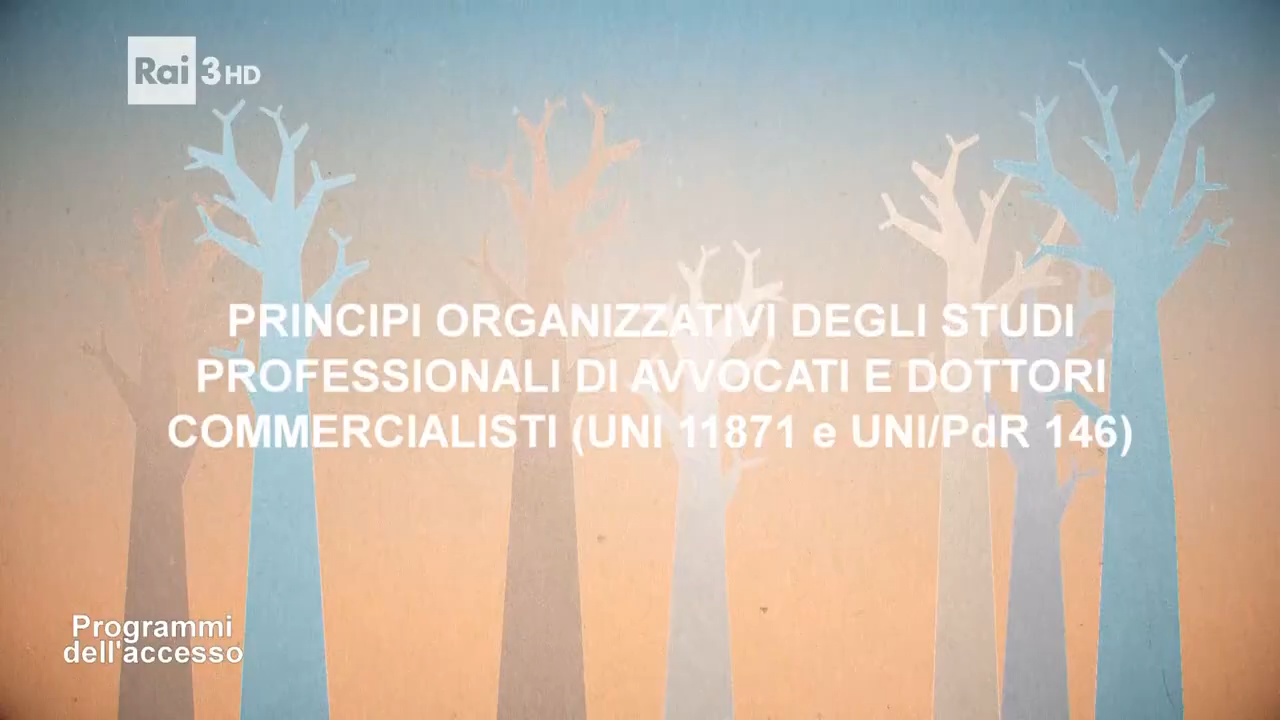 Rai 3 HD
PRINCIPI ORGANIZZATIVI DEGLI STUDI
PROFESSIONALI DI AVVOCATI E DOTTORI
COMMERCIALISTI (UNI 11871 e UNI/PdR 146)
Programmi
dell'accesso